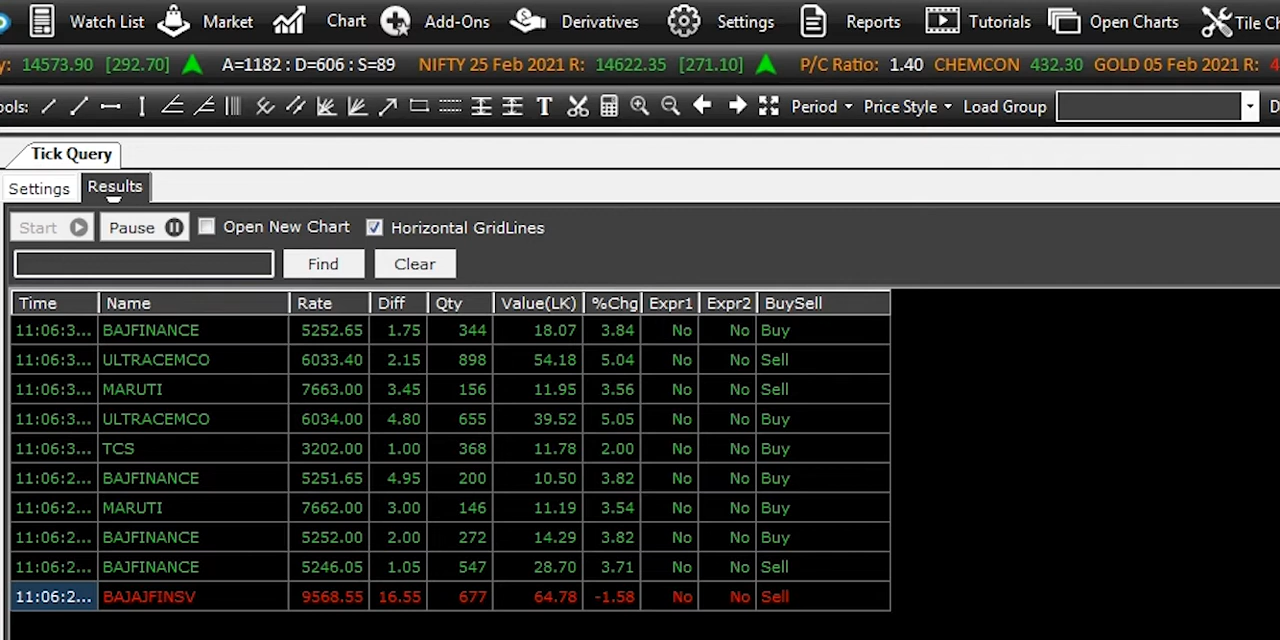 Watch List Market Chart Add-Ons Derivatives Settings Reports Tutorials Open Charts Tile
y: 14573.90 [292.70] A=1182 : D=606 : S=89 NIFTY 25 Feb 2021 R: 14622.35 [271.10] P/C Ratio: 1.40 CHEMCON 432.30 GOLD 05 Feb 2021 R: 4
ools: T Period Price Style Load Group D
Tick Query
Settings Results
Start Pause Open New Chart Horizontal GridLines
Find Clear
Time Name Rate Diff Qty Value(LK) %Chg Expr1 Expr2 BuySell
11:06:3... BAJFINANCE 5252.65 1.75 344 18.07 3.84 No No Buy
11:06:3... ULTRACEMCO 6033.40 2.15 898 54.18 5.04 No No Sell
11:06:3... MARUTI 7663.00 3.45 156 11.95 3.56 No No Sell
11:06:3... ULTRACEMCO 6034.00 4.80 655 39.52 5.05 No No Buy
11:06:3... TCS 3202.00 1.00 368 11.78 2.00 No No Buy
11:06:2... BAJFINANCE 5251.65 4.95 200 10.50 3.82 No No Buy
11:06:2... MARUTI 7662.00 3.00 146 11.19 3.54 No No Buy
11:06:2... BAJFINANCE 5252.00 2.00 272 14.29 3.82 No No Buy
11:06:2... BAJFINANCE 5246.05 1.05 547 28.70 3.71 No No Sell
11:06:2... BAJAJFINSV 9568.55 16.55 677 64.78 -1.58 No No Sell